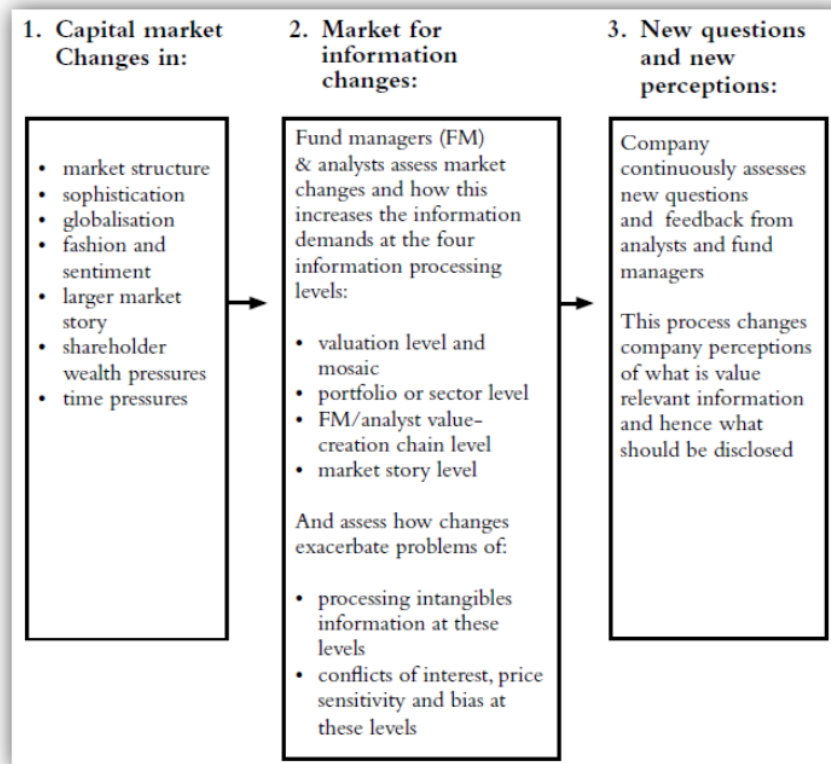 1. Capital market
Changes in:
• market structure
• sophistication
• globalisation
• fashion and
sentiment
• larger market
story
• shareholder
wealth pressures
• time pressures
2. Market for
information
changes:
Fund managers (FM)
& analysts assess market
changes and how this
increases the information
demands at the four
information processing
levels:
• valuation level and
mosaic
• portfolio or sector level
• FM/analyst value-
creation chain level
• market story level
And assess how changes
exacerbate problems of:
• processing intangibles
information at these
levels
• conflicts of interest, price
sensitivity and bias at
these levels
3. New questions
and new
perceptions:
Company
continuously assesses
new questions
and feedback from
analysts and fund
managers
This process changes
company perceptions
of what is value
relevant information
and hence what
should be disclosed